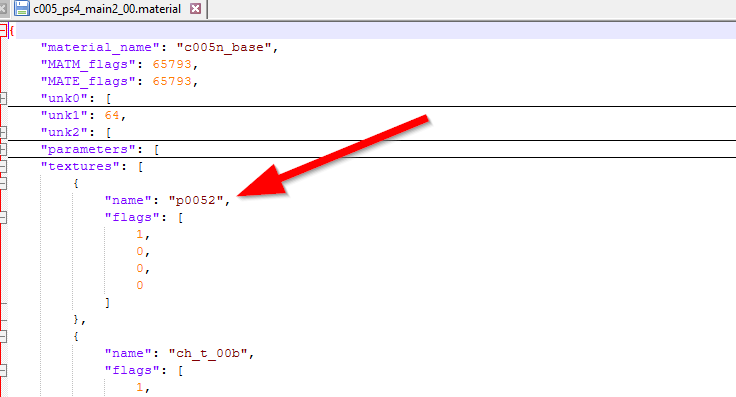 c005_ps4_main2_00.material
{
"material_name": "c005n_base",
"MATM_flags": 65793,
"MATE_flags": 65793,
"unk0": [
"unk1": 64,
"unk2": [
"parameters": [
"textures": [
{
"name": "p0052",
"flags": [
1,
0,
0,
0
]
},
{
"name": "ch_t_00b",
"flags": [
1,